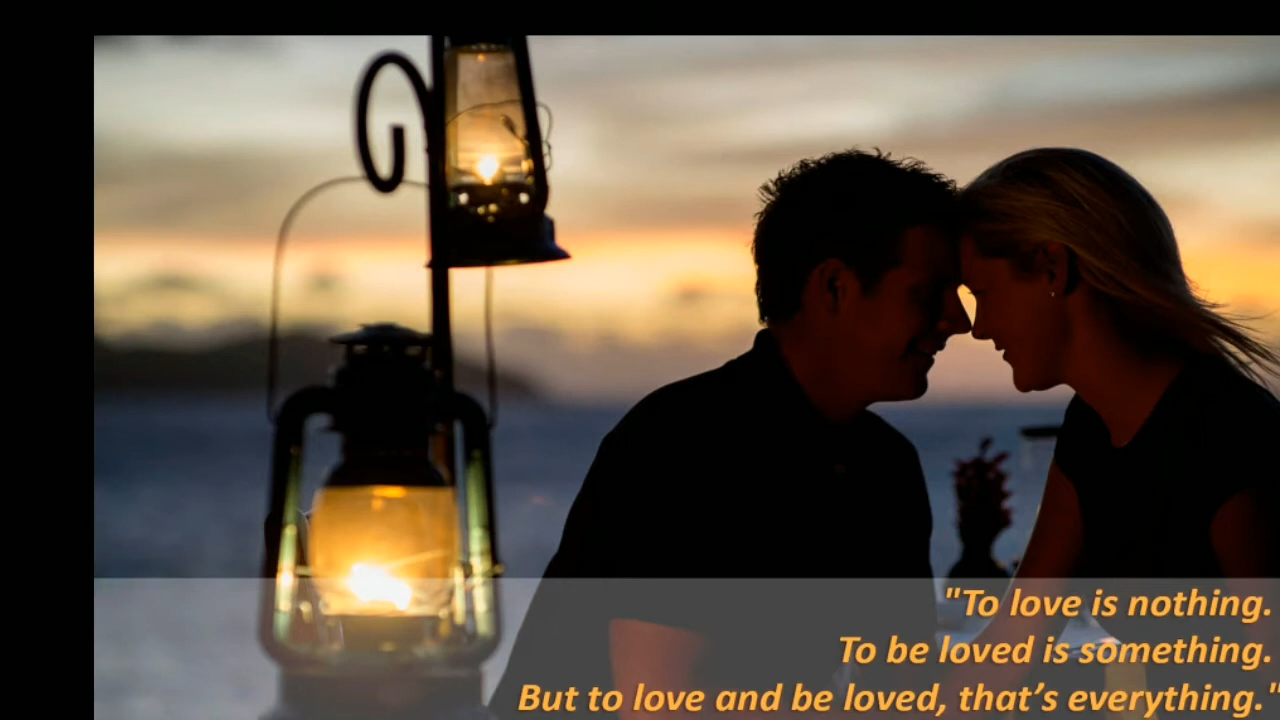 "To love is nothing.
To be loved is something.
But to love and be loved, that’s everything."